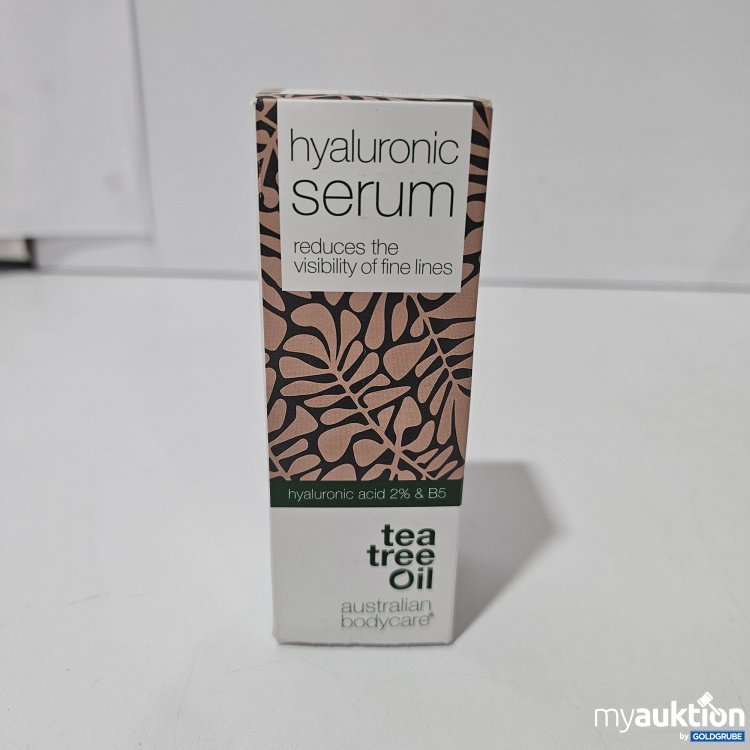 hyaluronic
serum
reduces the
visibility of fine lines
hyaluronic acid 2% & B5
tea
tree
oil
australian
bodycare®
myauktion
by GOLDGRUBE